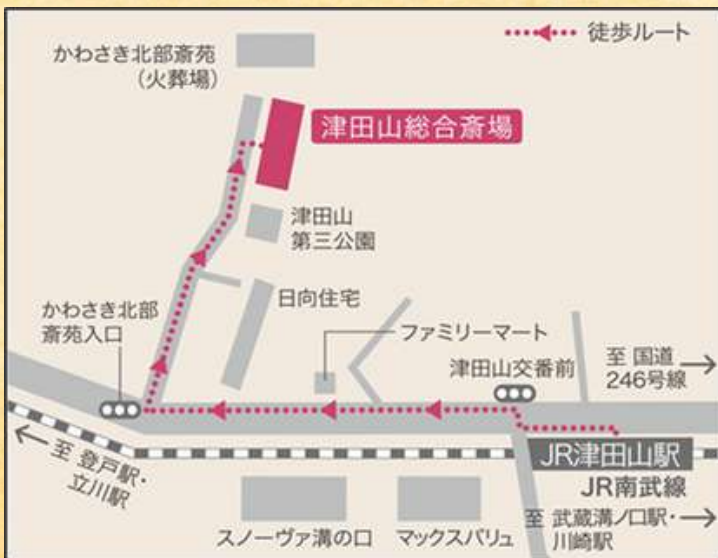 徒歩ルート
かわさき北部斎苑
(火葬場)
津田山総合斎場
津田山
第三公園
日向住宅
かわさき北部
斎苑入口
ファミリーマート
津田山交番前
至 国道
246号線
至 登戸駅・
立川駅
JR津田山駅
JR南武線
至 武蔵溝ノ口駅・
川崎駅
スノーヴァ溝の口
マックスバリュ